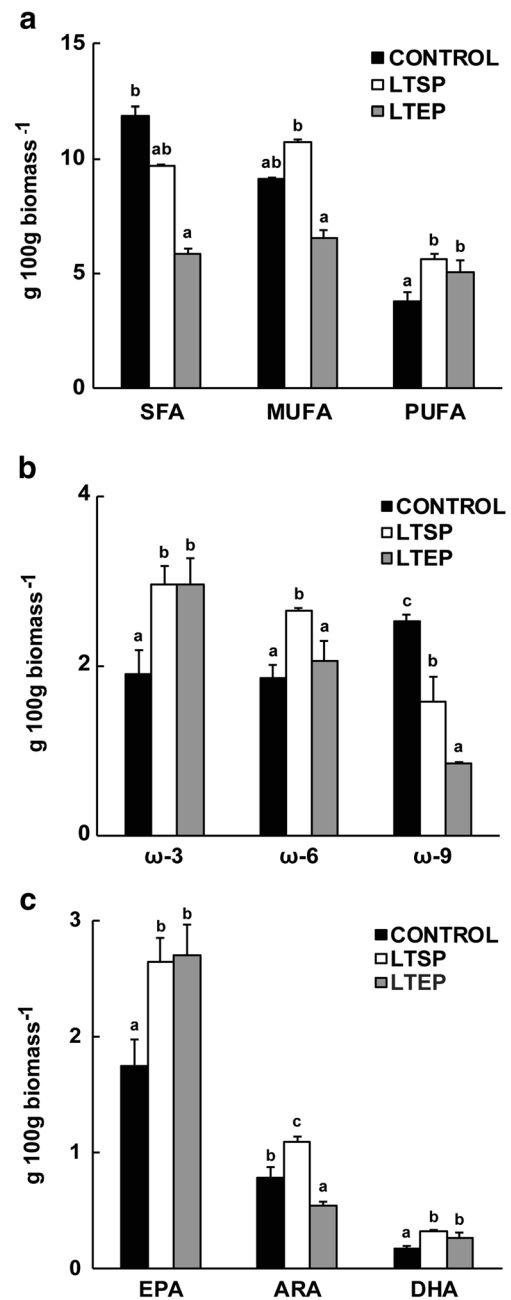 a
15
CONTROL
LTSP
LTEP
b
ab
b
ab
10
a
a
b
b
5
a
0
g 100g biomass⁻¹
SFA MUFA PUFA
b
4
CONTROL
LTSP
LTEP
b b
b
c
a
a
a
b
2
a
0
g 100g biomass⁻¹
ω-3 ω-6 ω-9
c
3
CONTROL
LTSP
LTEP
b b
a
2
c
b
1
a
a
b b
0
g 100g biomass⁻¹
EPA ARA DHA